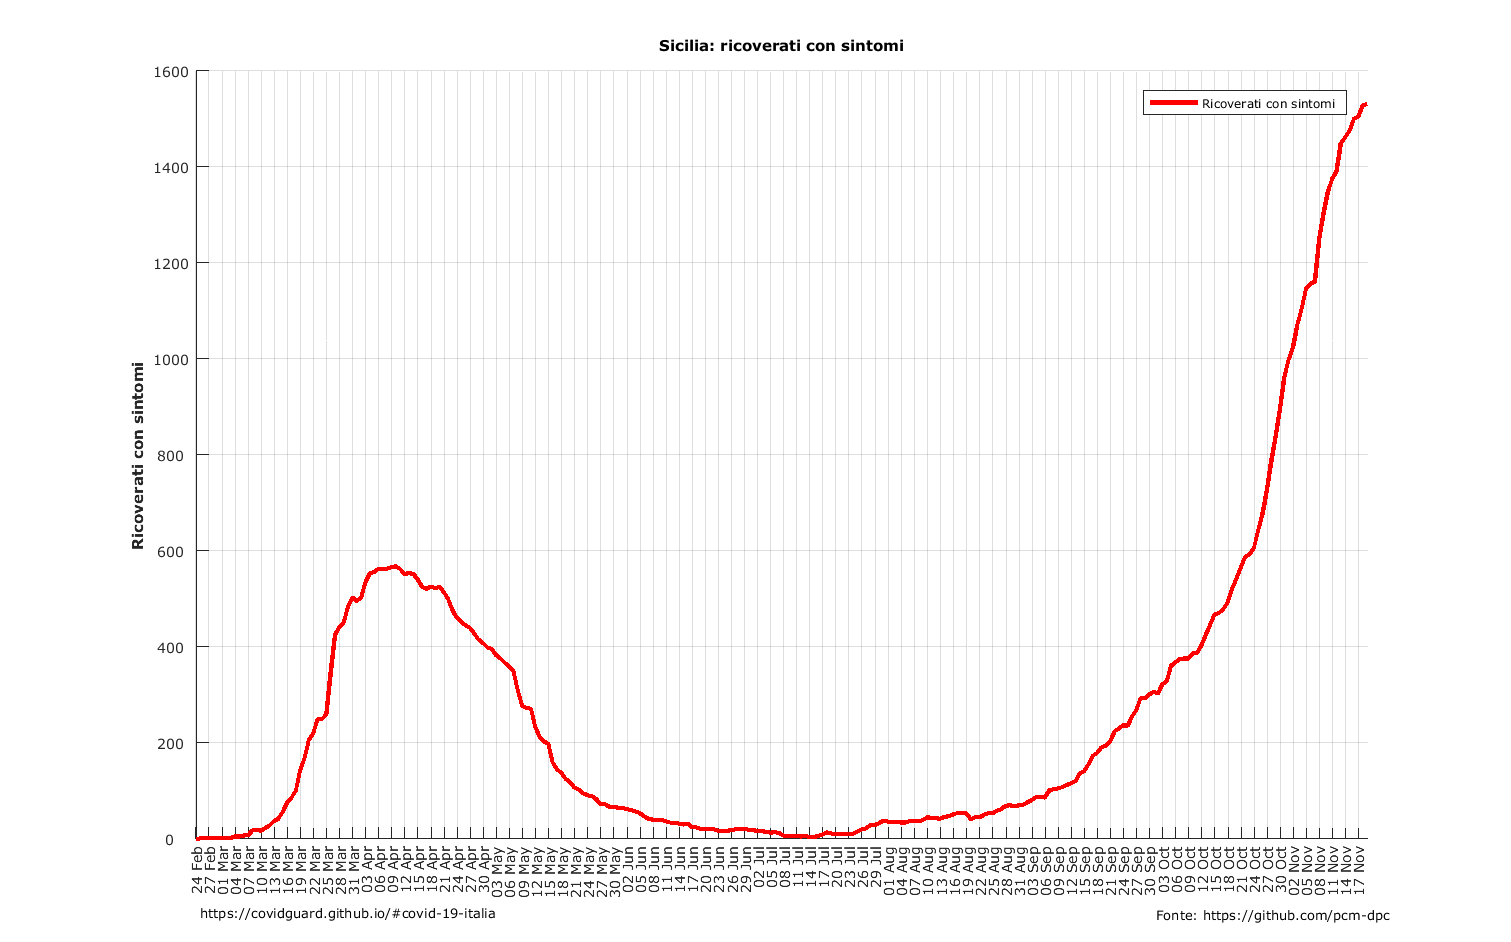 Sicilia: ricoverati con sintomi
Ricoverati con sintomi
Ricoverati con sintomi
1600
1400
1200
1000
800
600
400
200
0
24 Feb
27 Feb
01 Mar
04 Mar
07 Mar
10 Mar
13 Mar
16 Mar
19 Mar
22 Mar
25 Mar
28 Mar
31 Mar
03 Apr
06 Apr
09 Apr
12 Apr
15 Apr
18 Apr
21 Apr
24 Apr
27 Apr
30 Apr
03 May
06 May
09 May
12 May
15 May
18 May
21 May
24 May
27 May
30 May
02 Jun
05 Jun
08 Jun
11 Jun
14 Jun
17 Jun
20 Jun
23 Jun
26 Jun
29 Jun
02 Jul
05 Jul
08 Jul
11 Jul
14 Jul
17 Jul
20 Jul
23 Jul
26 Jul
29 Jul
01 Aug
04 Aug
07 Aug
10 Aug
13 Aug
16 Aug
19 Aug
22 Aug
25 Aug
28 Aug
31 Aug
03 Sep
06 Sep
09 Sep
12 Sep
15 Sep
18 Sep
21 Sep
24 Sep
27 Sep
30 Sep
03 Oct
06 Oct
09 Oct
12 Oct
15 Oct
18 Oct
21 Oct
24 Oct
27 Oct
30 Oct
02 Nov
05 Nov
08 Nov
11 Nov
14 Nov
17 Nov
https://covidguard.github.io/#covid-19-italia
Fonte: https://github.com/pcm-dpc